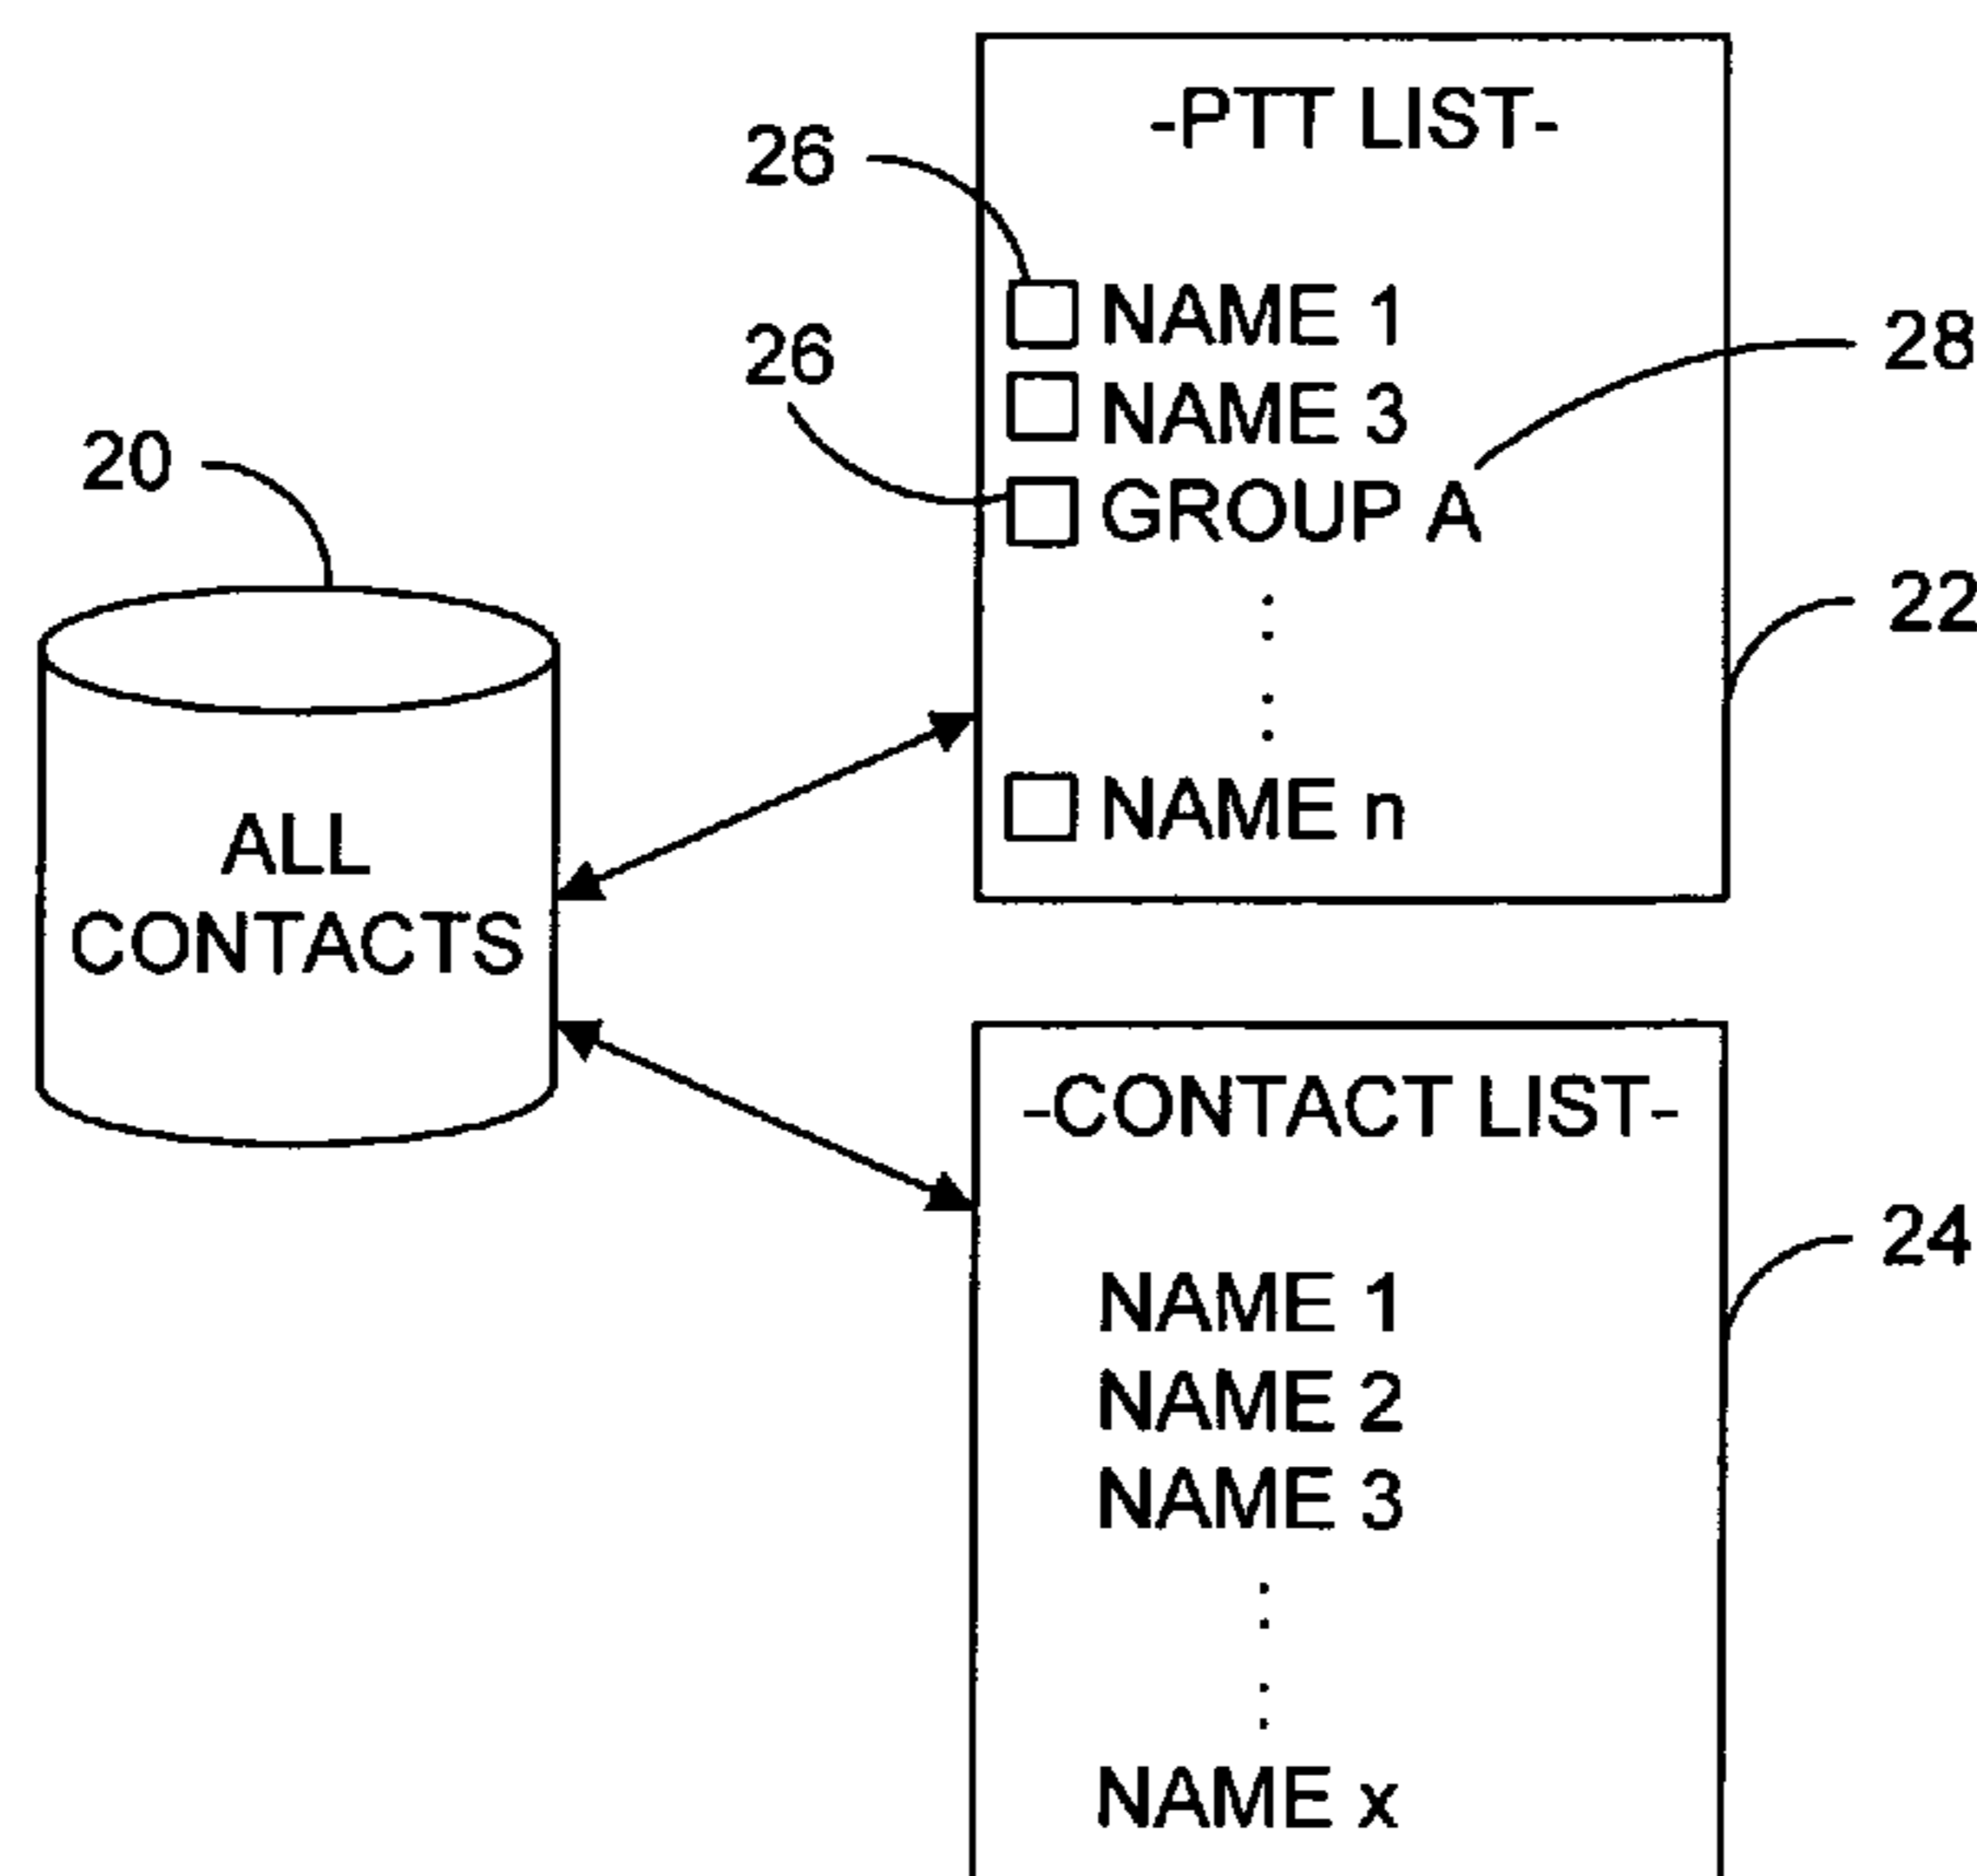 -PTT LIST-
26
NAME 1
28
26
NAME 3
GROUP A
20
22
NAME n
ALL
CONTACTS
-CONTACT LIST-
24
NAME 1
NAME 2
NAME 3
NAME x